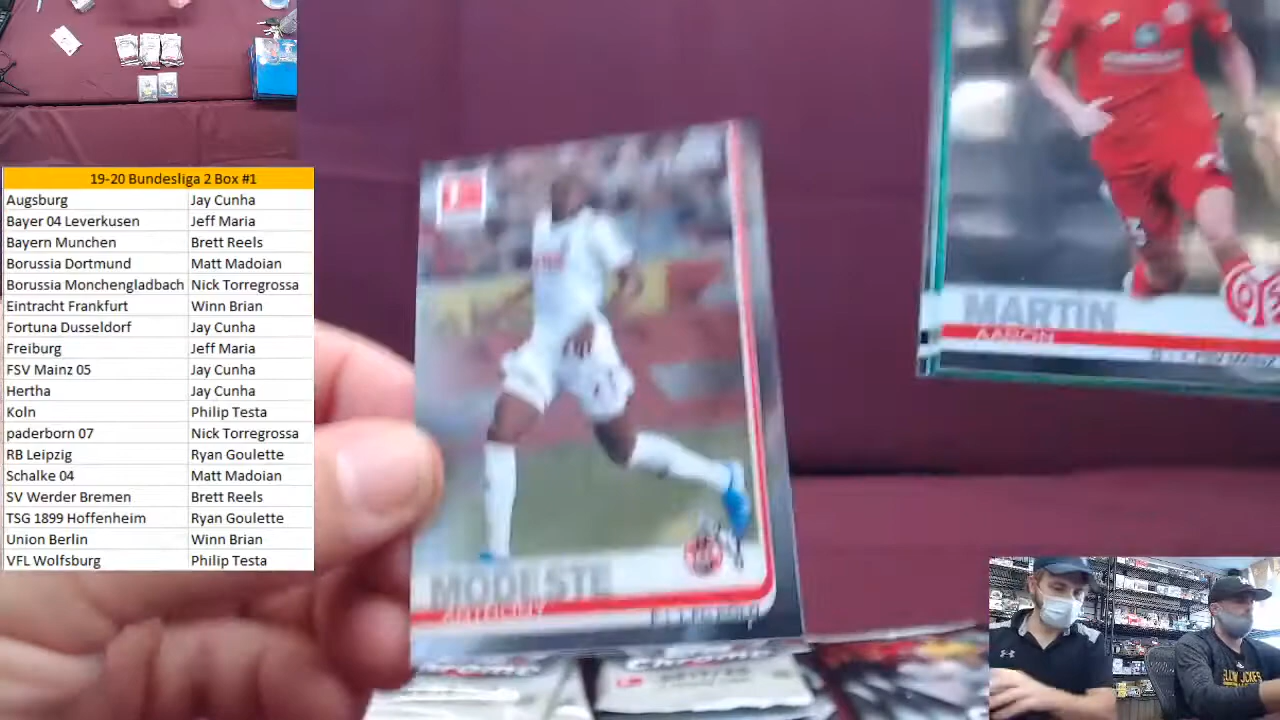 19-20 Bundesliga 2 Box #1
Augsburg Jay Cunha
Bayer 04 Leverkusen Jeff Maria
Bayern Munchen Brett Reels
Borussia Dortmund Matt Madoian
Borussia Monchengladbach Nick Torregrossa
Eintracht Frankfurt Winn Brian
Fortuna Dusseldorf Jay Cunha
Freiburg Jeff Maria
FSV Mainz 05 Jay Cunha
Hertha Jay Cunha
Koln Philip Testa
paderborn 07 Nick Torregrossa
RB Leipzig Ryan Goulette
Schalke 04 Matt Madoian
SV Werder Bremen Brett Reels
TSG 1899 Hoffenheim Ryan Goulette
Union Berlin Winn Brian
VFL Wolfsburg Philip Testa
MODESTE
ANTHONY
MARTIN
AARON